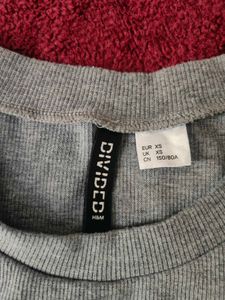 DIVIDED
H&M
EUR XS
UK XS
CN 150/80A